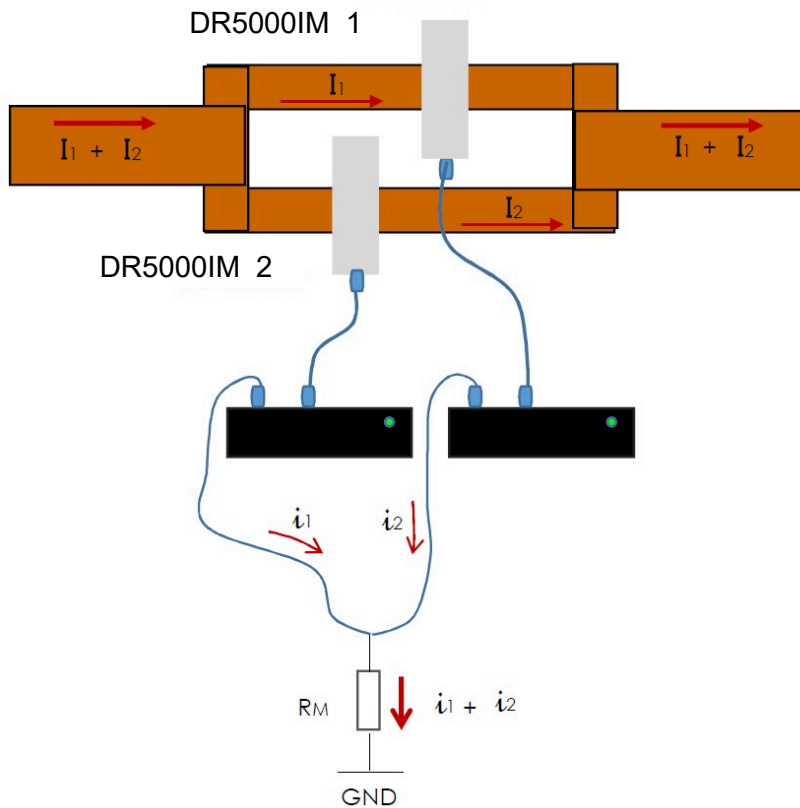 DR5000IM 1
I1
I1 + I2
I1 + I2
I2
DR5000IM 2
i1
i2
RM
i1 + i2
GND